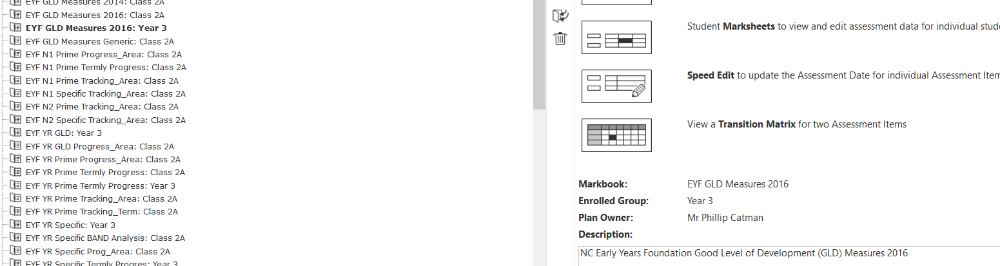 EYF GLD Measures 2014: Class 2A
EYF GLD Measures 2016: Class 2A
EYF GLD Measures 2016: Year 3
EYF GLD Measures Generic: Class 2A
EYF N1 Prime Progress_Area: Class 2A
EYF N1 Prime Termly Progress: Class 2A
EYF N1 Prime Tracking_Area: Class 2A
EYF N1 Specific Tracking_Area: Class 2A
EYF N2 Prime Tracking_Area: Class 2A
EYF N2 Specific Tracking_Area: Class 2A
EYF YR GLD: Year 3
EYF YR GLD Progress_Area: Class 2A
EYF YR Prime Progress_Area: Class 2A
EYF YR Prime Termly Progress: Class 2A
EYF YR Prime Termly Progress: Year 3
EYF YR Prime Tracking_Area: Class 2A
EYF YR Prime Tracking_Term: Class 2A
EYF YR Specific: Year 3
EYF YR Specific BAND Analysis: Class 2A
EYF YR Specific Prog_Area: Class 2A
EYF YR Specific Termly Progres: Year 3
Student Marksheets to view and edit assessment data for individual stude
Speed Edit to update the Assessment Date for individual Assessment Item
View a Transition Matrix for two Assessment Items
Markbook: EYF GLD Measures 2016
Enrolled Group: Year 3
Plan Owner: Mr Phillip Catman
Description:
NC Early Years Foundation Good Level of Development (GLD) Measures 2016